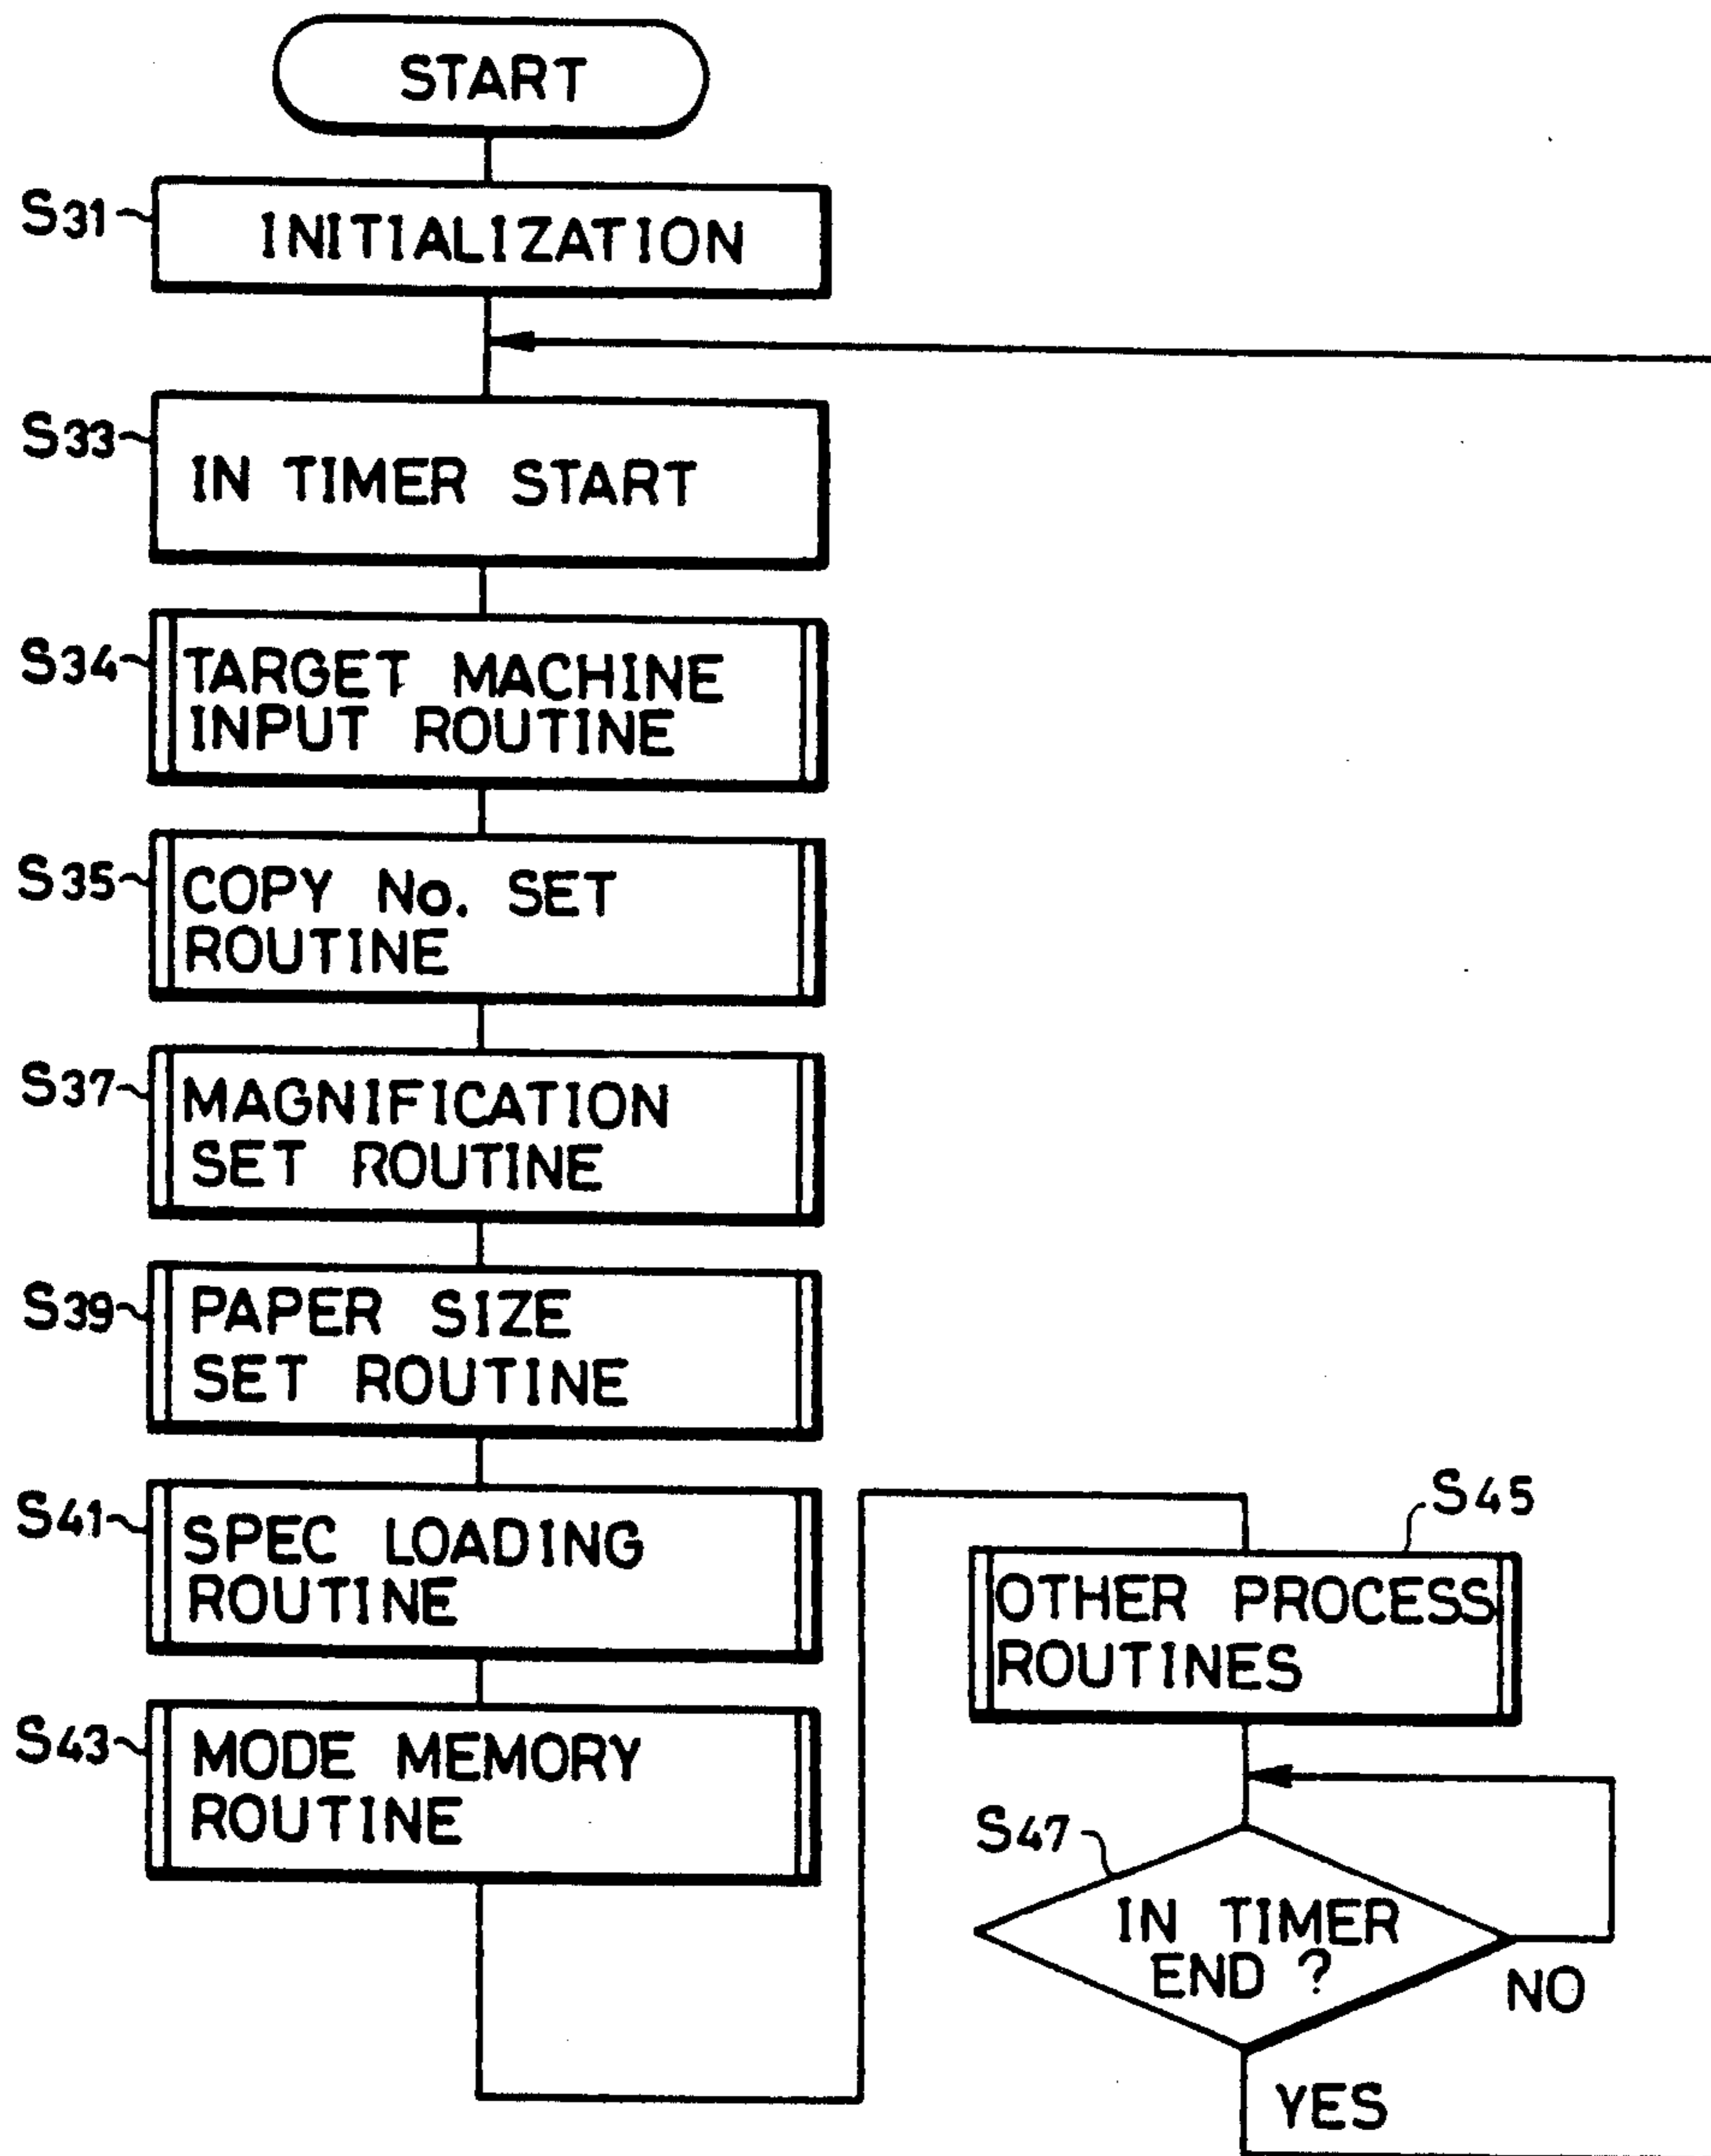 START
S31
INITIALIZATION
S33
IN TIMER START
S34
TARGET MACHINE
INPUT ROUTINE
S35
COPY No. SET
ROUTINE
S37
MAGNIFICATION
SET ROUTINE
S39
PAPER SIZE
SET ROUTINE
S41
SPEC LOADING
ROUTINE
S43
MODE MEMORY
ROUTINE
S45
OTHER PROCESS
ROUTINES
S47
IN TIMER
END ?
NO
YES